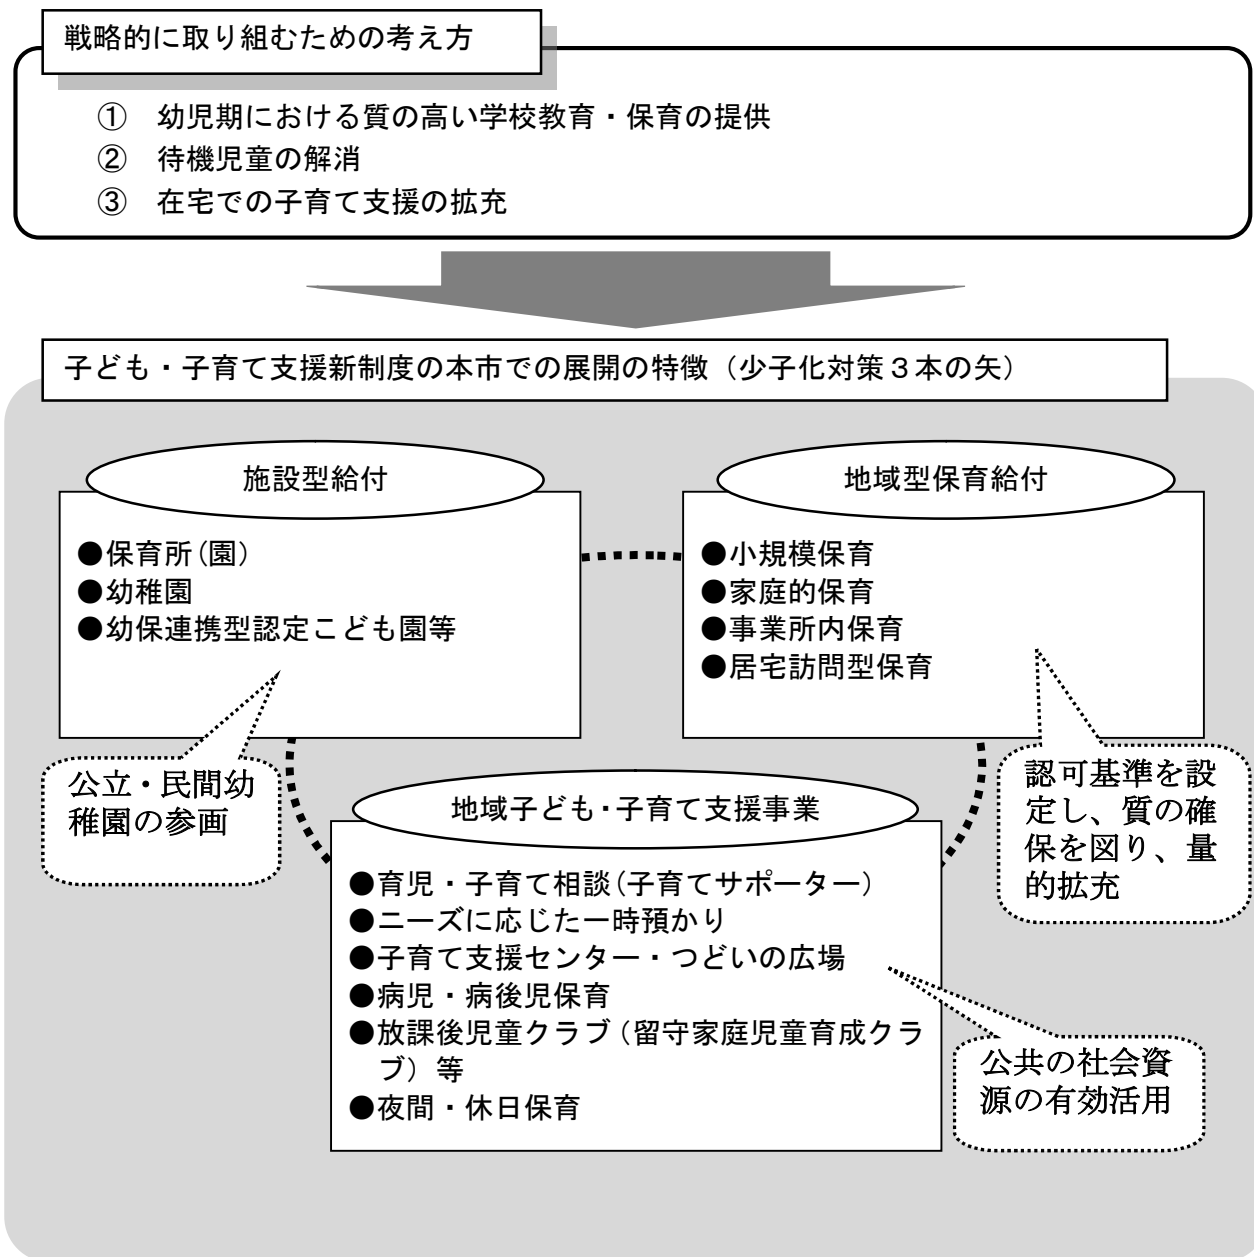 戦略的に取り組むための考え方
① 幼児期における質の高い学校教育・保育の提供
② 待機児童の解消
③ 在宅での子育て支援の拡充
子ども・子育て支援新制度の本市での展開の特徴（少子化対策３本の矢）
施設型給付
●保育所(園)
●幼稚園
●幼保連携型認定こども園等
公立・民間幼
稚園の参画
地域型保育給付
●小規模保育
●家庭的保育
●事業所内保育
●居宅訪問型保育
認可基準を設
定し、質の確
保を図り、量
的拡充
地域子ども・子育て支援事業
●育児・子育て相談(子育てサポーター)
●ニーズに応じた一時預かり
●子育て支援センター・つどいの広場
●病児・病後児保育
●放課後児童クラブ(留守家庭児童育成クラ
ブ) 等
●夜間・休日保育
公共の社会資
源の有効活用